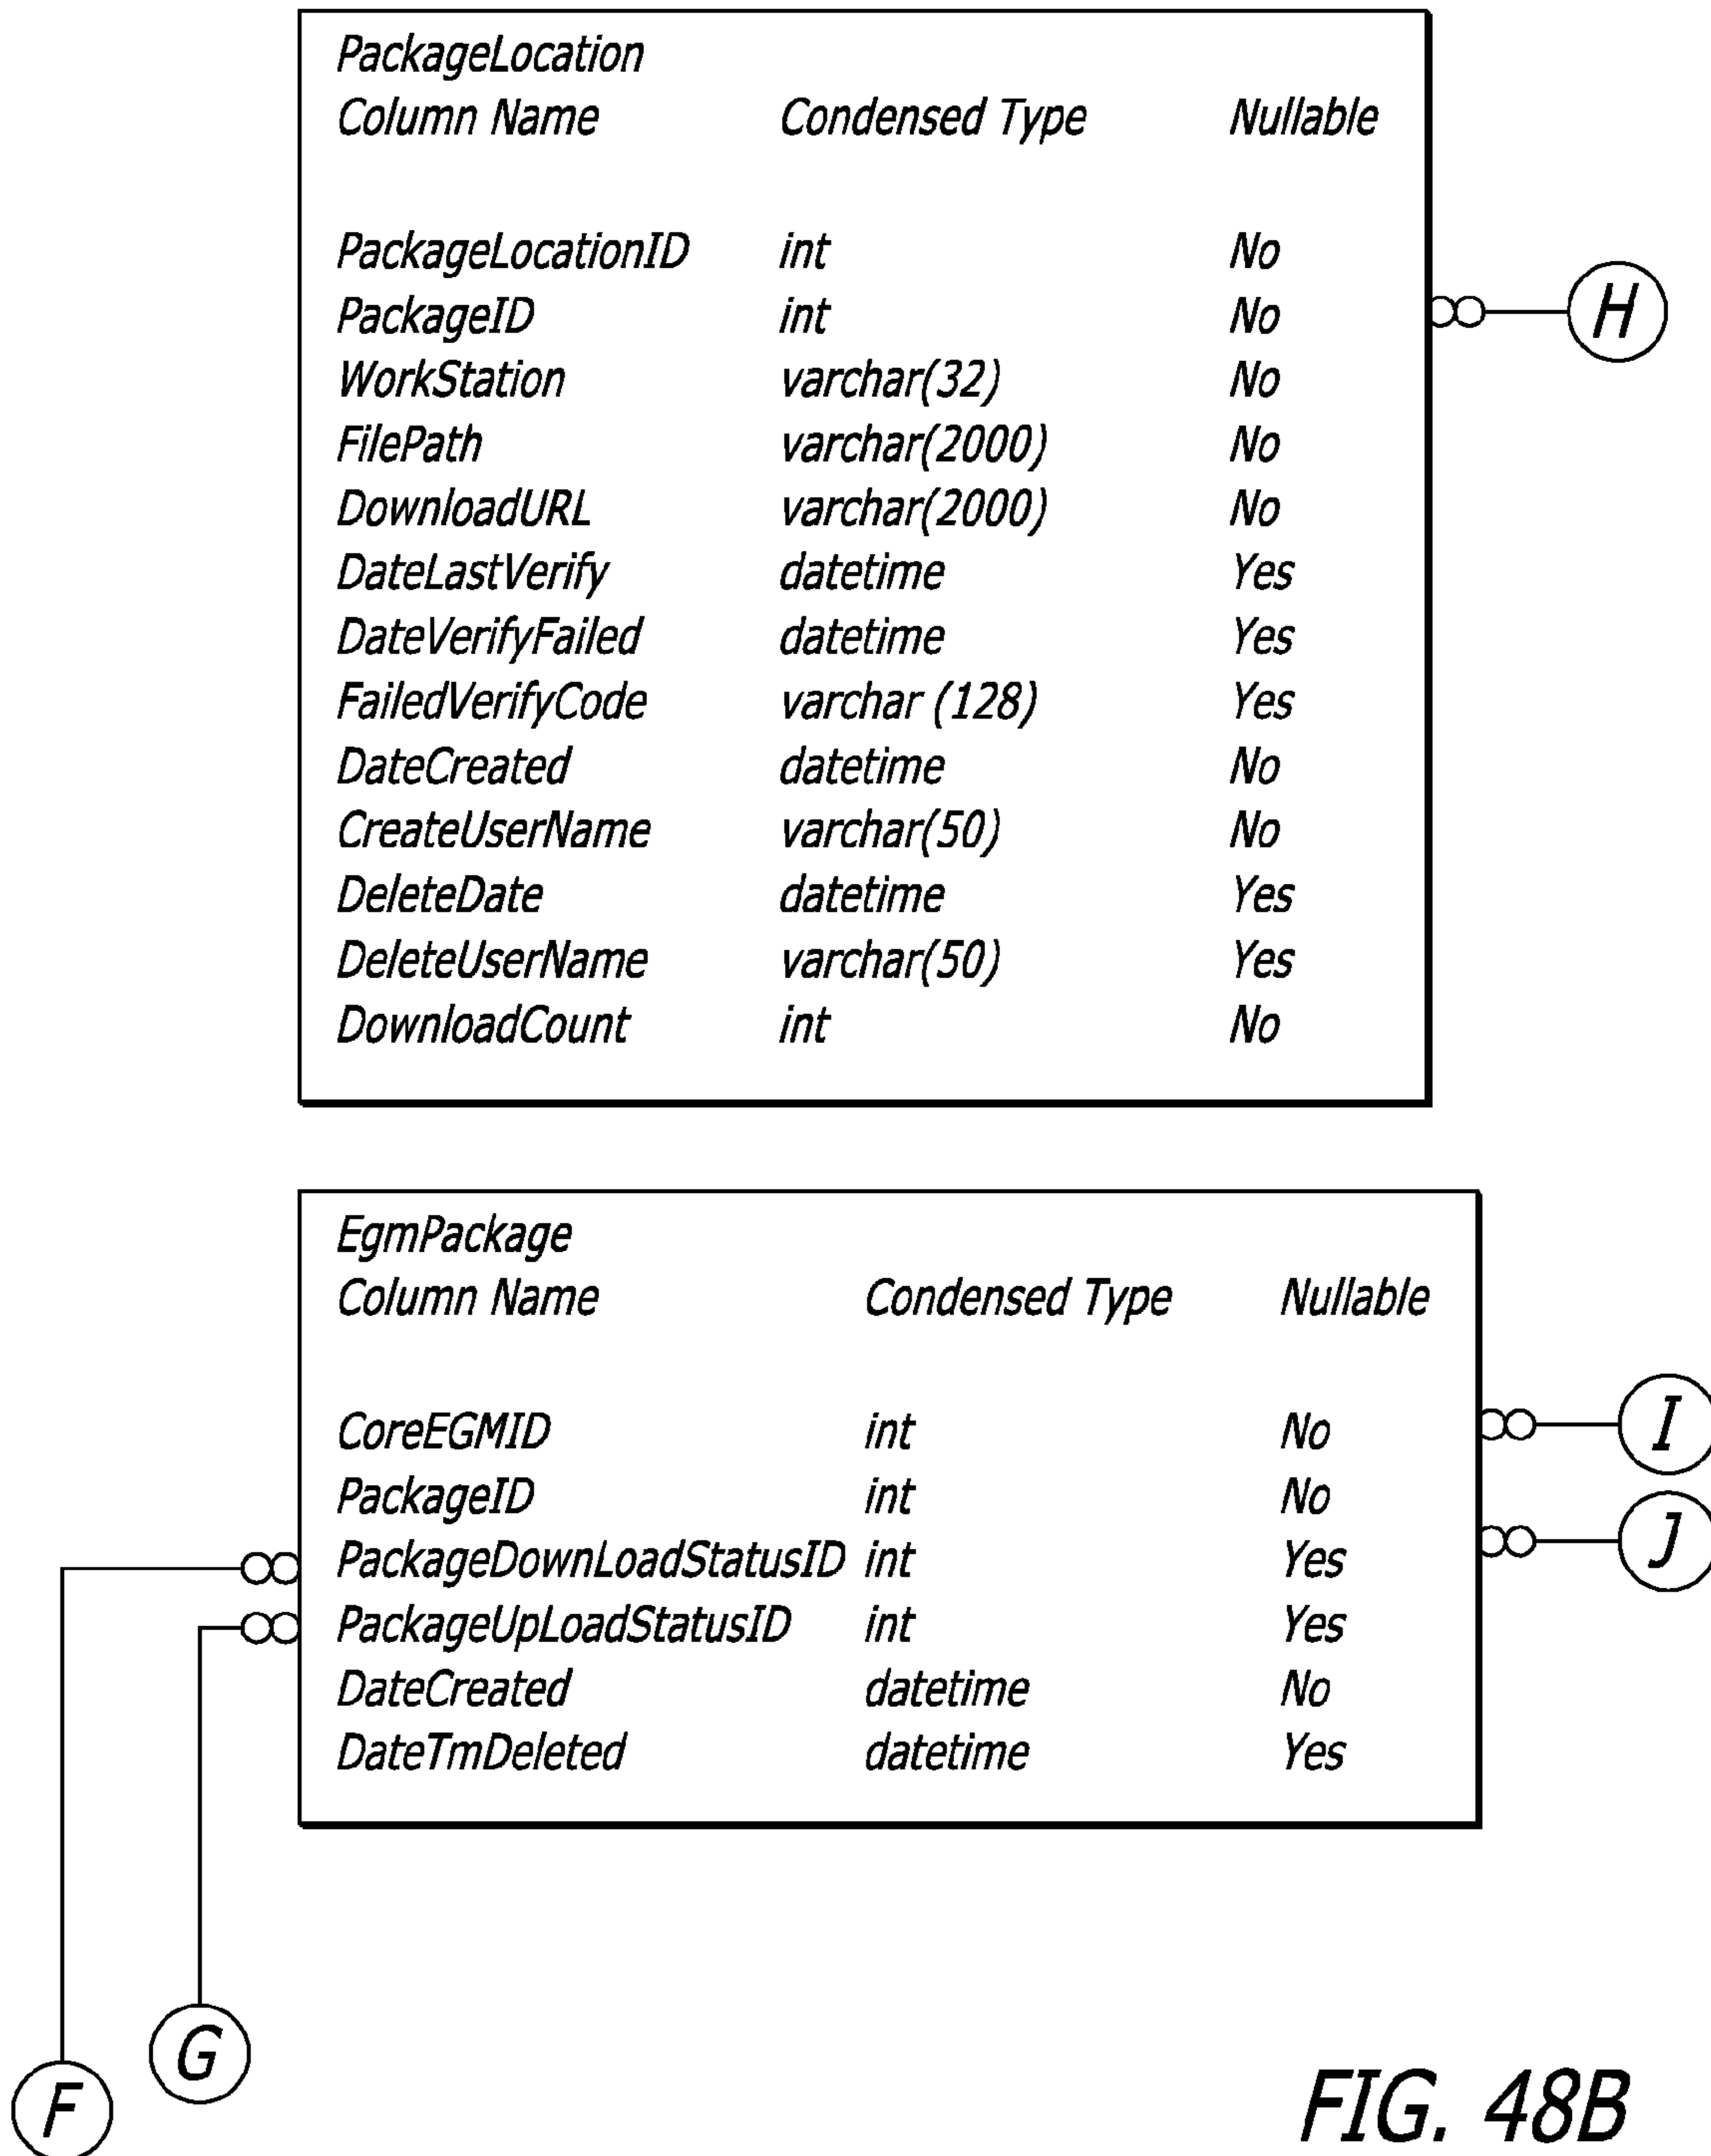 PackageLocation
Column Name Condensed Type Nullable
PackageLocationID int No
PackageID int No
H
WorkStation varchar(32) No
FilePath varchar(2000) No
DownloadURL varchar(2000) No
DateLastVerify datetime Yes
DateVerifyFailed datetime Yes
FailedVerifyCode varchar (128) Yes
DateCreated datetime No
CreateUserName varchar(50) No
DeleteDate datetime Yes
DeleteUserName varchar(50) Yes
DownloadCount int No
EgmPackage
Column Name Condensed Type Nullable
CoreEGMID int No
I
PackageID int No
PackageDownLoadStatusID int Yes
J
PackageUpLoadStatusID int Yes
DateCreated datetime No
DateTmDeleted datetime Yes
G
F
FIG. 48B